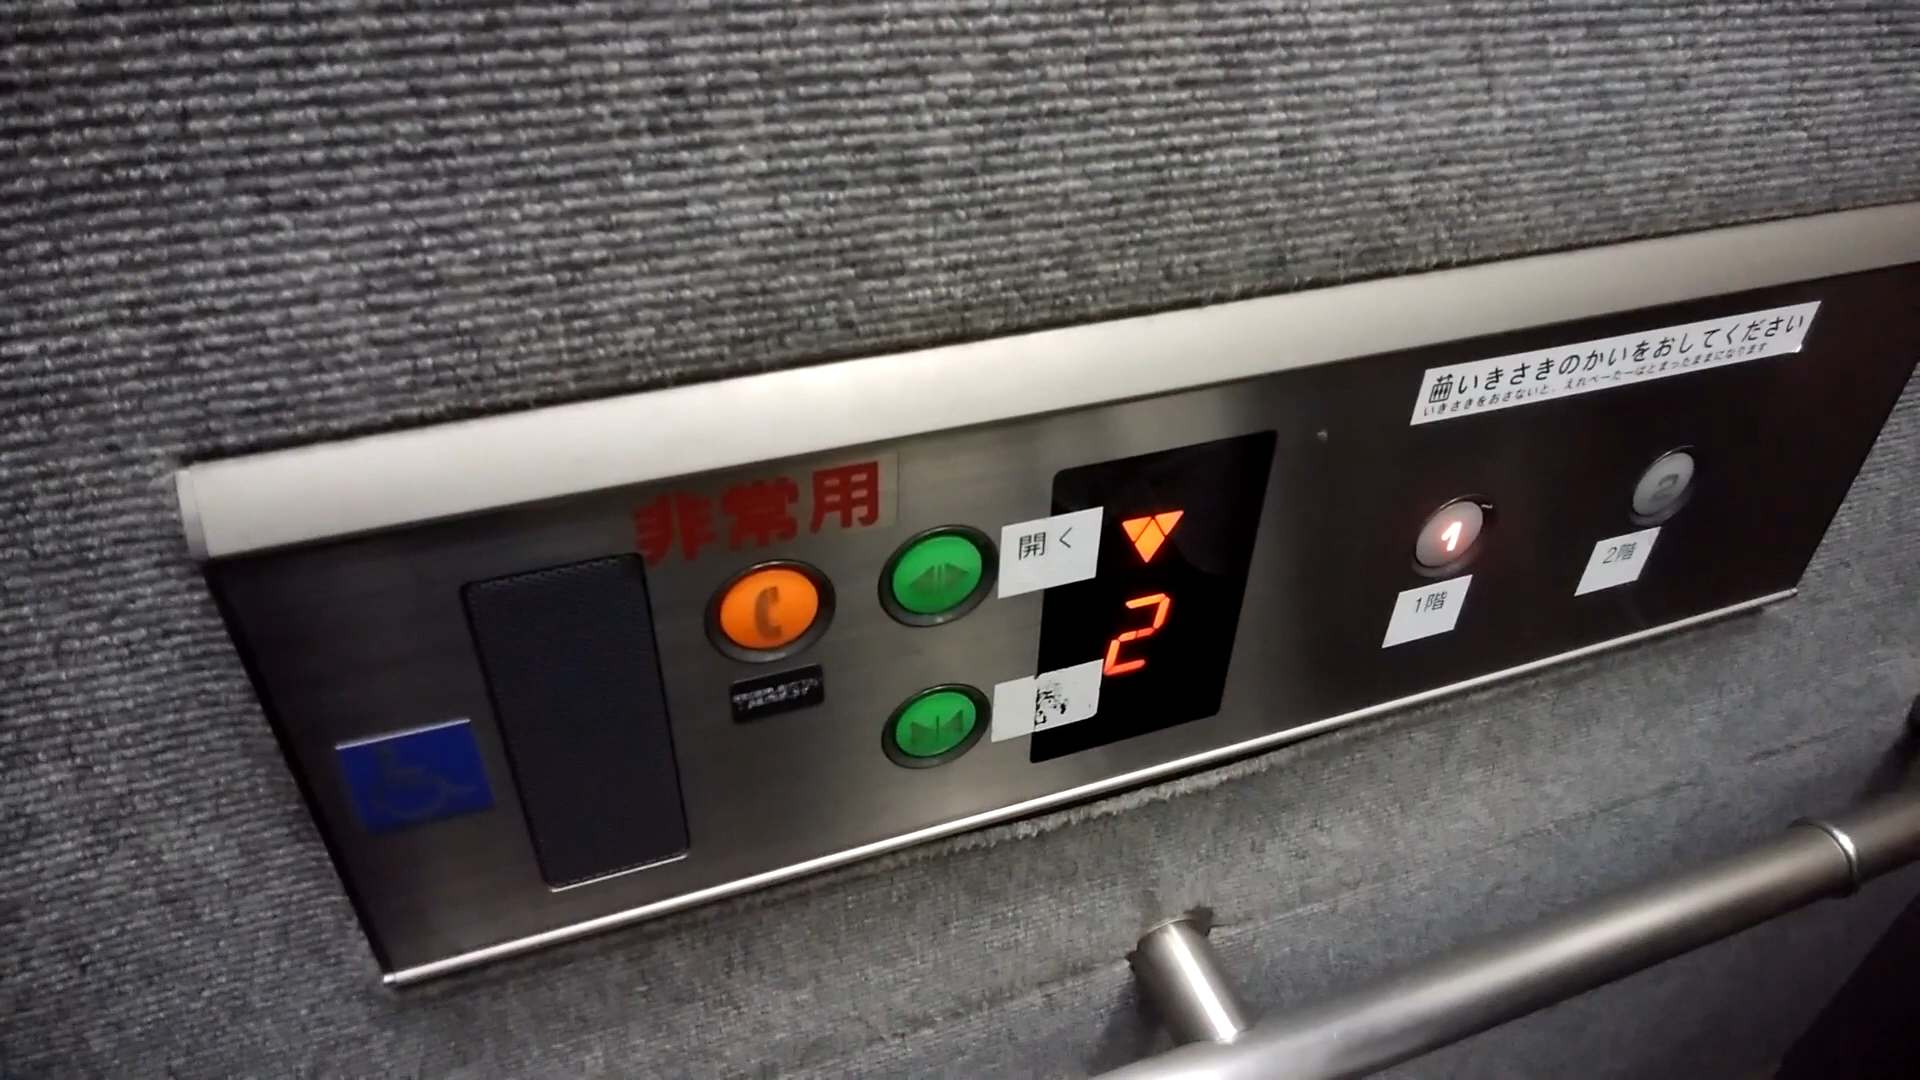 いきさきのかいをおしてください
いきさきをおさないと、えれべーたーはとまったままになります
非常用
開く
2
1
2
1階
2階